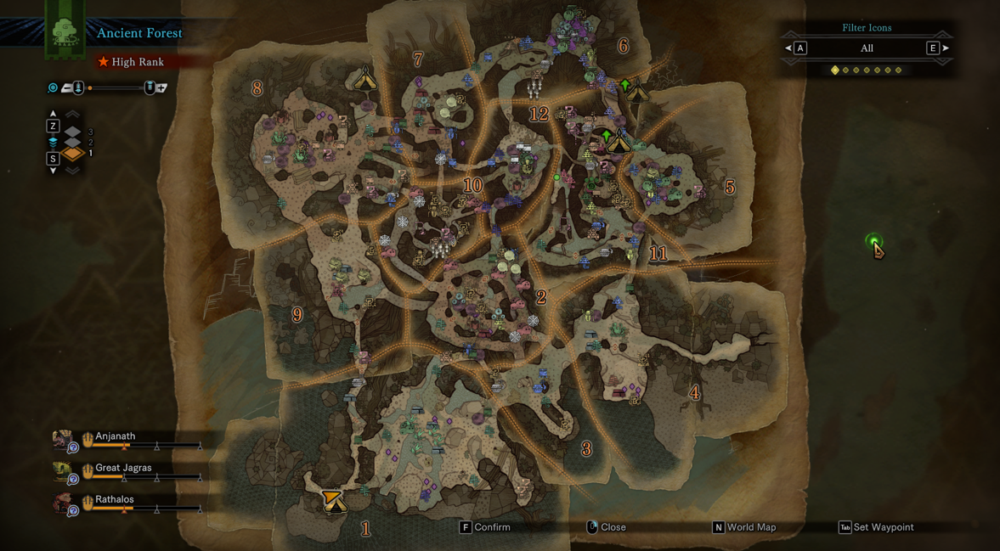 Ancient Forest
High Rank
Filter Icons
A All E
Z
S
3
2
1
6
7
8
12
5
10
11
2
9
4
3
1
Anjanath
Great Jagras
Rathalos
F Confirm
Close
N World Map
Tab Set Waypoint